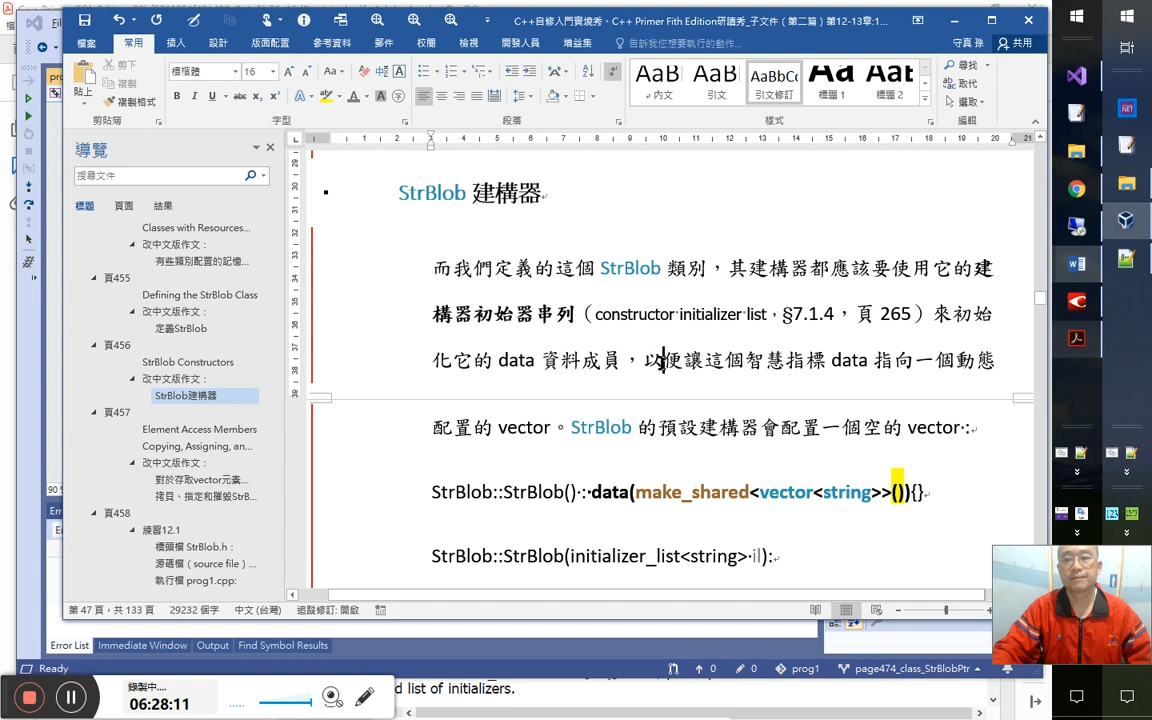 C++自修入門實境秀、C++ Primer Fith Edition研讀秀_子文件（第二篇）12-13章:1...
檔案 常用 插入 設計 版面配置 參考資料 郵件 校閱 檢視 開發人員 增益集 告訴我您想要執行的動作... 守真 孫 共用
貼上 剪下 複製 複製格式
標楷體 16
AaBbC 內文 AaBbC 引文 AaBbCc 引文修訂 標題 1 標題 2
尋找 取代 選取
剪貼簿 字型 段落 樣式 編輯
導覽
搜尋文件
標題 頁面 結果
Classes with Resources...
改中文版作文：
有些類別配置的記憶...
頁455
Defining the StrBlob Class
改中文版作文：
定義StrBlob
頁456
StrBlob Constructors
改中文版作文：
StrBlob建構器
頁457
Element Access Members
Copying, Assigning, an...
改中文版作文：
對於存取vector元素...
拷貝、指定和摧毀StrB...
頁458
練習12.1
標頭檔 StrBlob.h :
源碼檔（source file）...
執行檔 prog1.cpp:
StrBlob 建構器
而我們定義的這個 StrBlob 類別，其建構器都應該要使用它的建
構器初始器串列（constructor initializer list，§7.1.4，頁 265）來初始
化它的 data 資料成員，以便讓這個智慧指標 data 指向一個動態
配置的 vector。StrBlob 的預設建構器會配置一個空的 vector :
StrBlob::StrBlob() : data(make_shared<vector<string>>()){}
StrBlob::StrBlob(initializer_list<string> il):
第 47 頁，共 133 頁 29232 個字 中文 (台灣) 追蹤修訂: 開啟
Error List Immediate Window Output Find Symbol Results
Ready 0 0 prog1 page474_class_StrBlobPtr
錄製中....
06:28:11
d list of initializers.